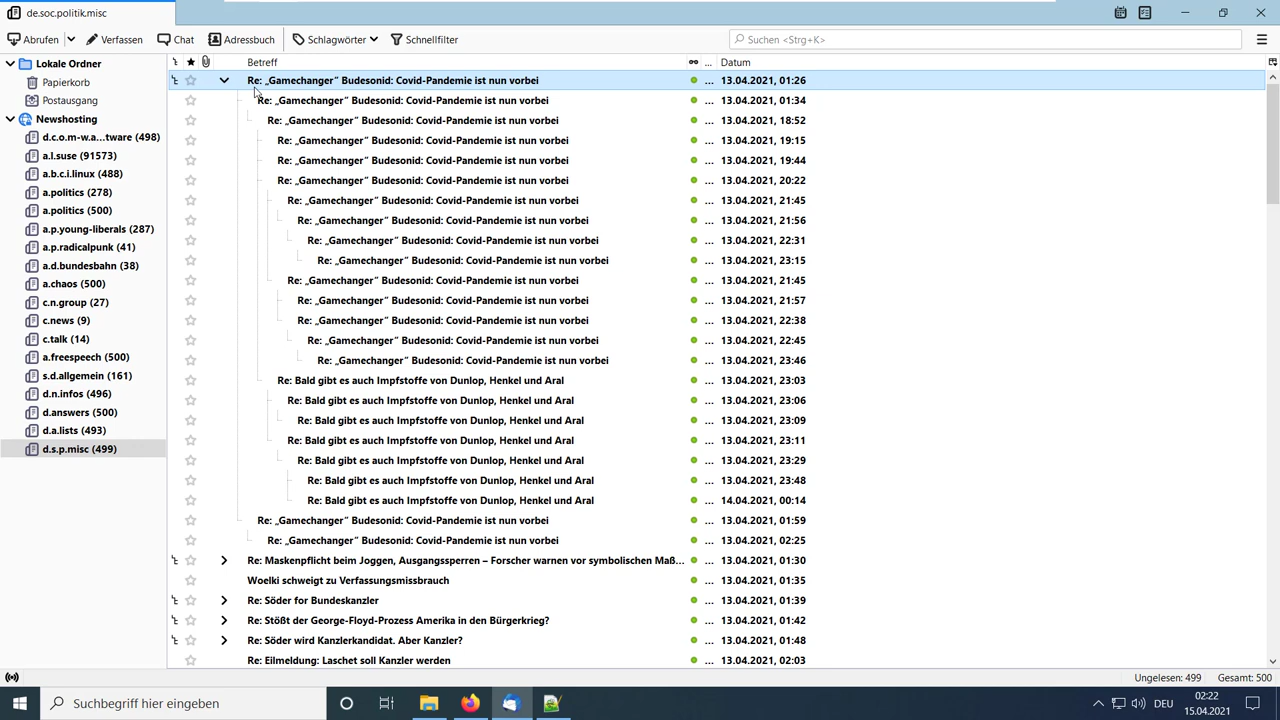 de.soc.politik.misc
Abrufen Verfassen Chat Adressbuch Schlagwörter Schnellfilter Suchen <Strg+K>
Lokale Ordner
Papierkorb
Postausgang
Newshosting
d.c.o.m-w.a...tware (498)
a.l.suse (91573)
a.b.c.i.linux (488)
a.politics (278)
a.politics (500)
a.p.young-liberals (287)
a.p.radicalpunk (41)
a.d.bundesbahn (38)
a.chaos (500)
c.n.group (27)
c.news (9)
c.talk (14)
a.freespeech (500)
s.d.allgemein (161)
d.n.infos (496)
d.answers (500)
d.a.lists (493)
d.s.p.misc (499)
Betreff ... Datum
Re: „Gamechanger“ Budesonid: Covid-Pandemie ist nun vorbei ... 13.04.2021, 01:26
Re: „Gamechanger“ Budesonid: Covid-Pandemie ist nun vorbei ... 13.04.2021, 01:34
Re: „Gamechanger“ Budesonid: Covid-Pandemie ist nun vorbei ... 13.04.2021, 18:52
Re: „Gamechanger“ Budesonid: Covid-Pandemie ist nun vorbei ... 13.04.2021, 19:15
Re: „Gamechanger“ Budesonid: Covid-Pandemie ist nun vorbei ... 13.04.2021, 19:44
Re: „Gamechanger“ Budesonid: Covid-Pandemie ist nun vorbei ... 13.04.2021, 20:22
Re: „Gamechanger“ Budesonid: Covid-Pandemie ist nun vorbei ... 13.04.2021, 21:45
Re: „Gamechanger“ Budesonid: Covid-Pandemie ist nun vorbei ... 13.04.2021, 21:56
Re: „Gamechanger“ Budesonid: Covid-Pandemie ist nun vorbei ... 13.04.2021, 22:31
Re: „Gamechanger“ Budesonid: Covid-Pandemie ist nun vorbei ... 13.04.2021, 23:15
Re: „Gamechanger“ Budesonid: Covid-Pandemie ist nun vorbei ... 13.04.2021, 21:45
Re: „Gamechanger“ Budesonid: Covid-Pandemie ist nun vorbei ... 13.04.2021, 21:57
Re: „Gamechanger“ Budesonid: Covid-Pandemie ist nun vorbei ... 13.04.2021, 22:38
Re: „Gamechanger“ Budesonid: Covid-Pandemie ist nun vorbei ... 13.04.2021, 22:45
Re: „Gamechanger“ Budesonid: Covid-Pandemie ist nun vorbei ... 13.04.2021, 23:46
Re: Bald gibt es auch Impfstoffe von Dunlop, Henkel und Aral ... 13.04.2021, 23:03
Re: Bald gibt es auch Impfstoffe von Dunlop, Henkel und Aral ... 13.04.2021, 23:06
Re: Bald gibt es auch Impfstoffe von Dunlop, Henkel und Aral ... 13.04.2021, 23:09
Re: Bald gibt es auch Impfstoffe von Dunlop, Henkel und Aral ... 13.04.2021, 23:11
Re: Bald gibt es auch Impfstoffe von Dunlop, Henkel und Aral ... 13.04.2021, 23:29
Re: Bald gibt es auch Impfstoffe von Dunlop, Henkel und Aral ... 13.04.2021, 23:48
Re: Bald gibt es auch Impfstoffe von Dunlop, Henkel und Aral ... 14.04.2021, 00:14
Re: „Gamechanger“ Budesonid: Covid-Pandemie ist nun vorbei ... 13.04.2021, 01:59
Re: „Gamechanger“ Budesonid: Covid-Pandemie ist nun vorbei ... 13.04.2021, 02:25
Re: Maskenpflicht beim Joggen, Ausgangssperren – Forscher warnen vor symbolischen Maß... ... 13.04.2021, 01:30
Woelki schweigt zu Verfassungsmissbrauch ... 13.04.2021, 01:35
Re: Söder for Bundeskanzler ... 13.04.2021, 01:39
Re: Stößt der George-Floyd-Prozess Amerika in den Bürgerkrieg? ... 13.04.2021, 01:42
Re: Söder wird Kanzlerkandidat. Aber Kanzler? ... 13.04.2021, 01:48
Re: Eilmeldung: Laschet soll Kanzler werden ... 13.04.2021, 02:03
Ungelesen: 499 Gesamt: 500
Suchbegriff hier eingeben DEU 02:22
15.04.2021